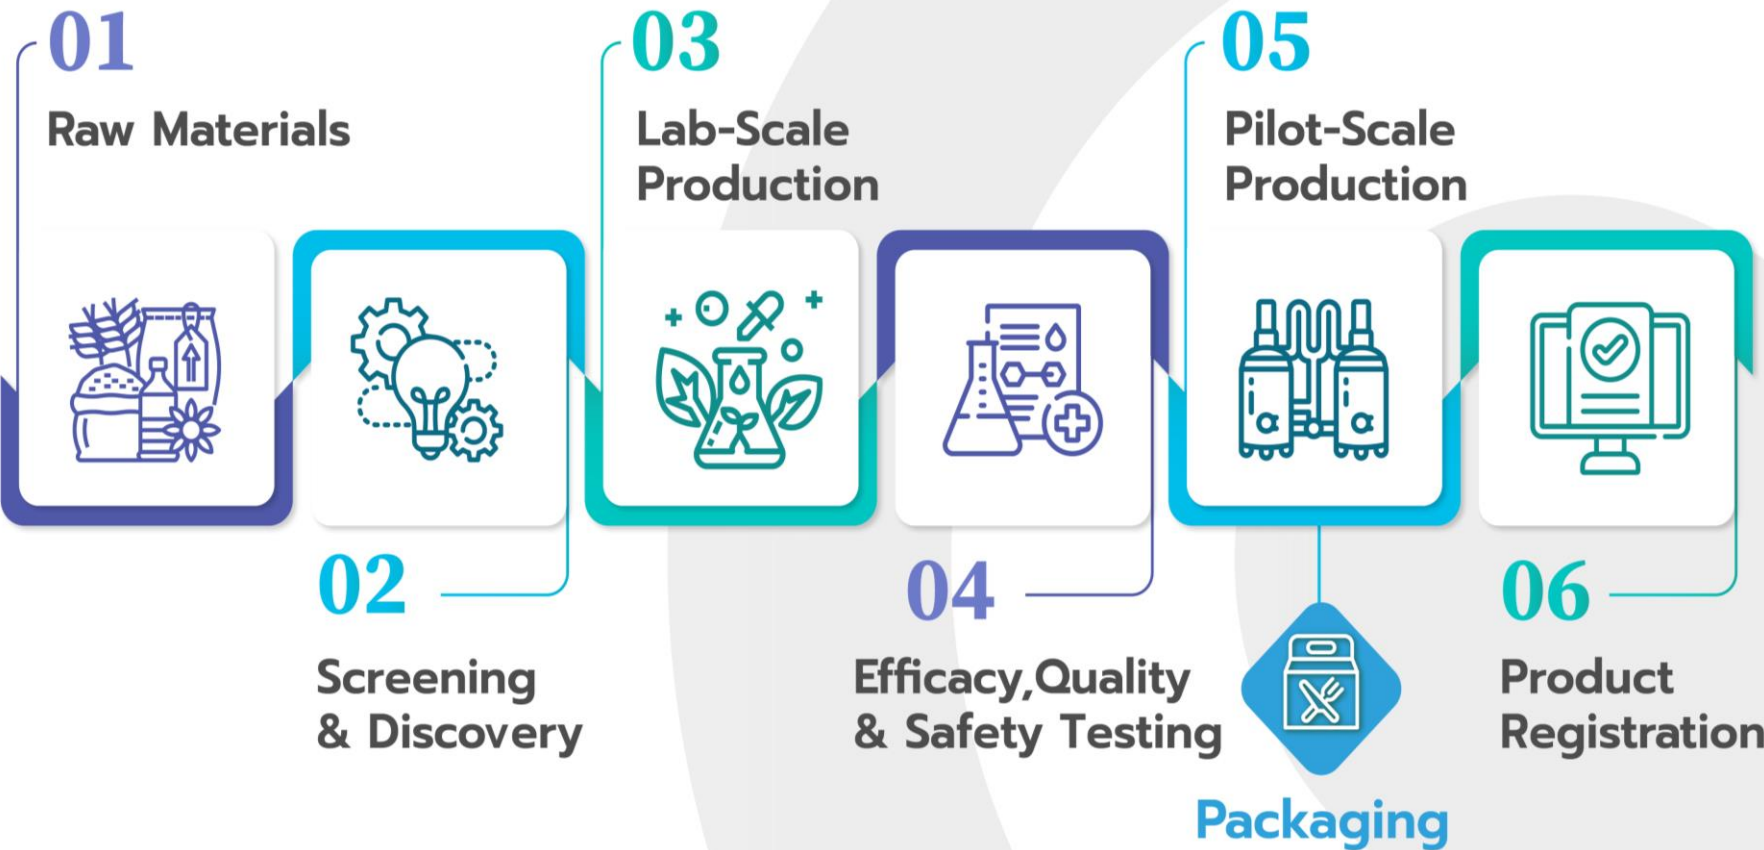 01
Raw Materials
02
Screening
& Discovery
03
Lab-Scale
Production
04
Efficacy,Quality
& Safety Testing
05
Pilot-Scale
Production
Packaging
06
Product
Registration